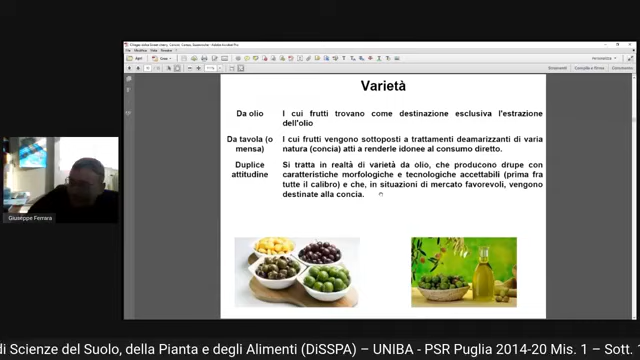 Varietà
Da olio
I cui frutti trovano come destinazione esclusiva l'estrazione
dell'olio
Da tavola (o
mensa)
I cui frutti vengono sottoposti a trattamenti deamarizzanti di varia
natura (concia) atti a renderle idonee al consumo diretto.
Duplice
attitudine
Si tratta in realtà di varietà da olio, che producono drupe con
caratteristiche morfologiche e tecnologiche accettabili (prima fra
tutte il calibro) e che, in situazioni di mercato favorevoli, vengono
destinate alla concia.
Giuseppe Ferrara
di Scienze del Suolo, della Pianta e degli Alimenti (DiSSPA) – UNIBA - PSR Puglia 2014-20 Mis. 1 – Sott.